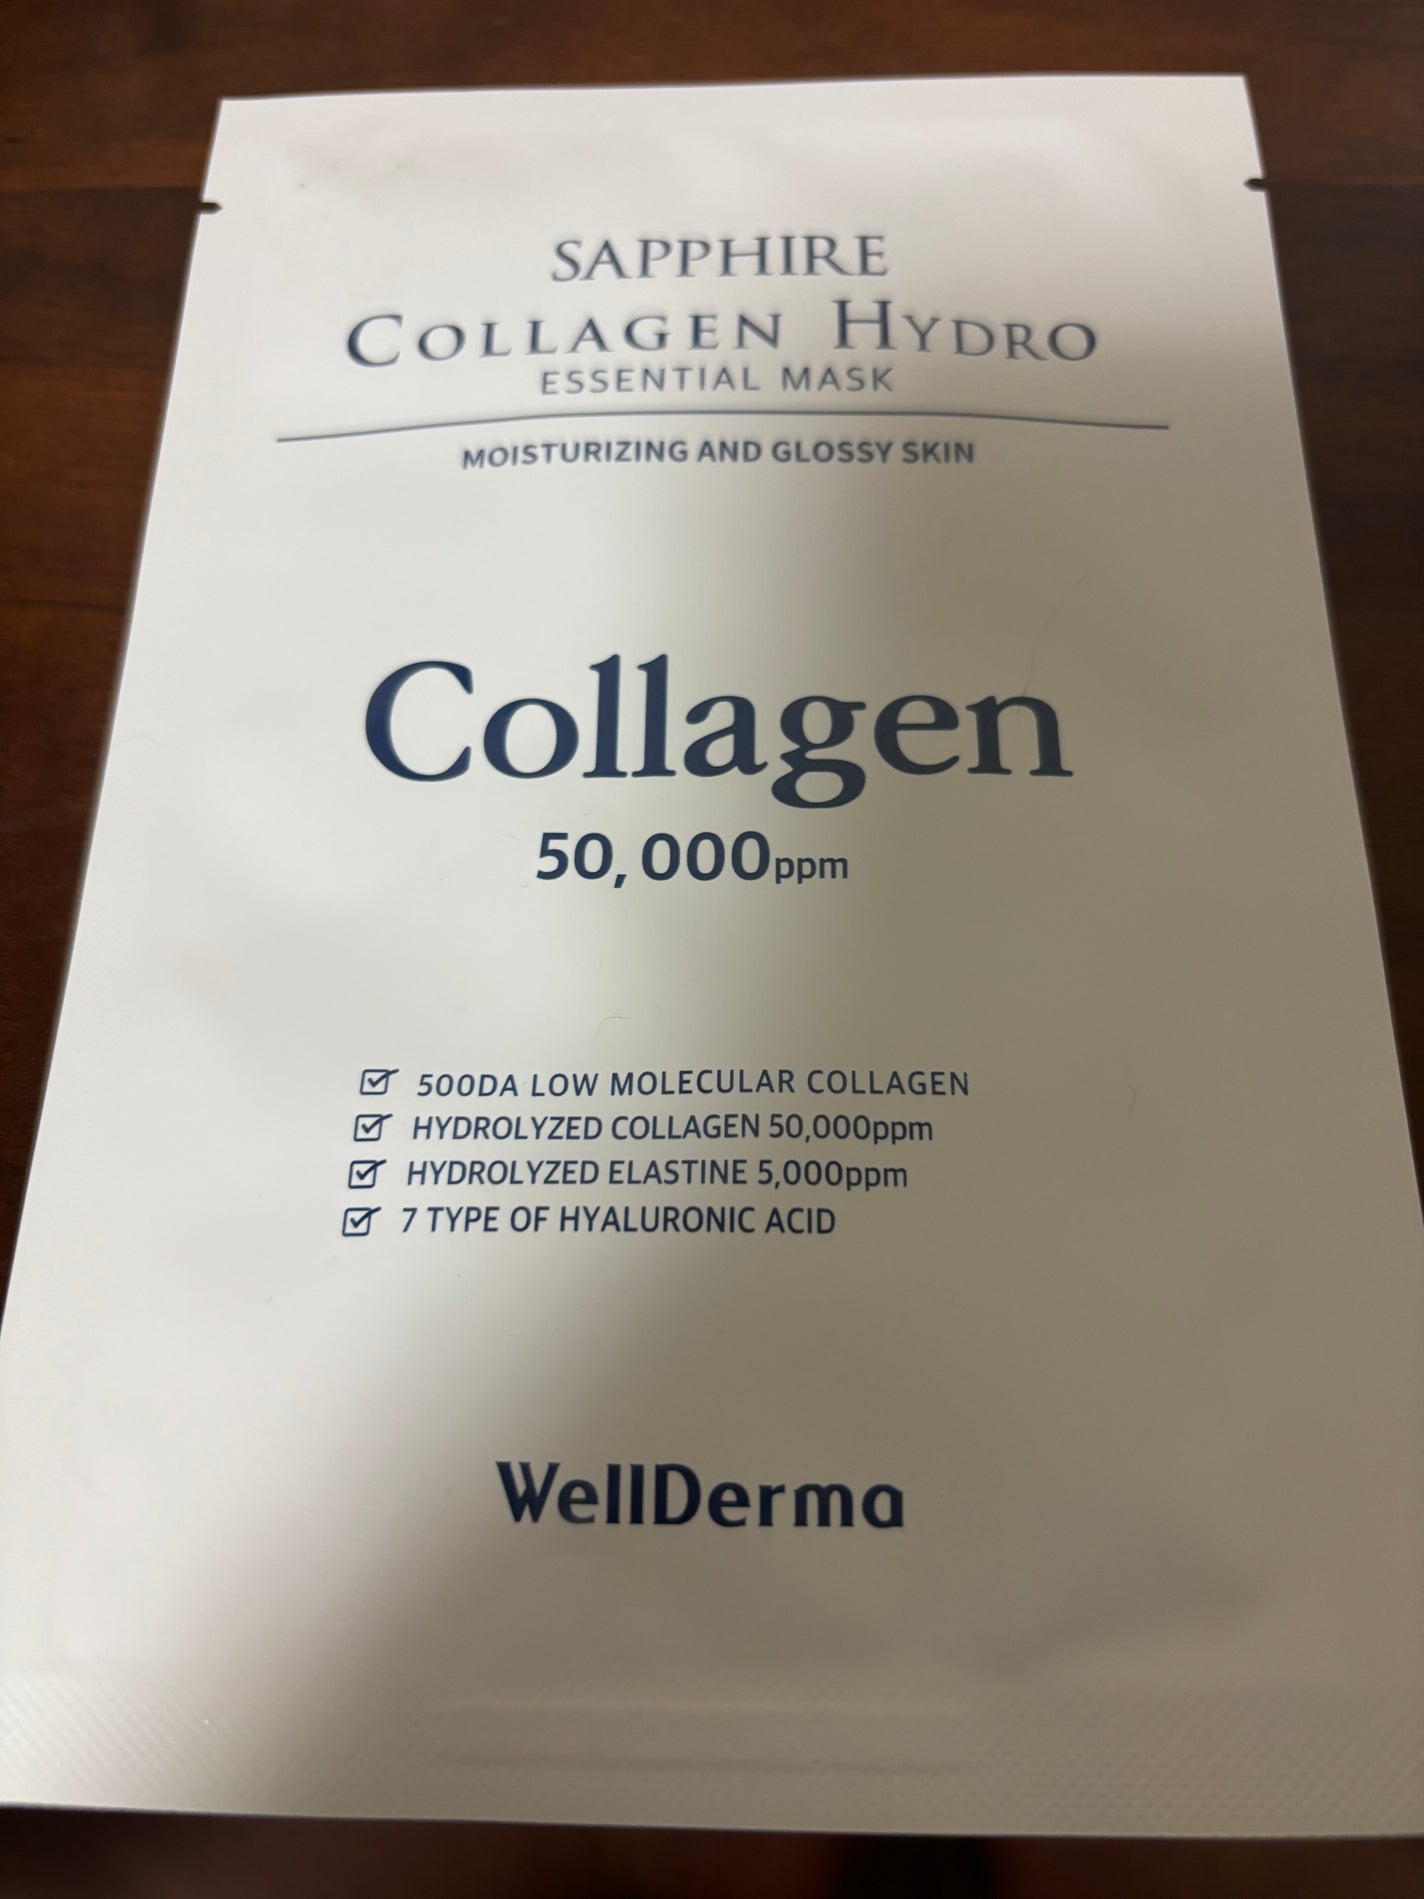 SAPPHIRE
COLLAGEN HYDRO
ESSENTIAL MASK
MOISTURIZING AND GLOSSY SKIN
Collagen
50,000ppm
500DA LOW MOLECULAR COLLAGEN
HYDROLYZED COLLAGEN 50,000ppm
HYDROLYZED ELASTINE 5,000ppm
7 TYPE OF HYALURONIC ACID
WellDerma